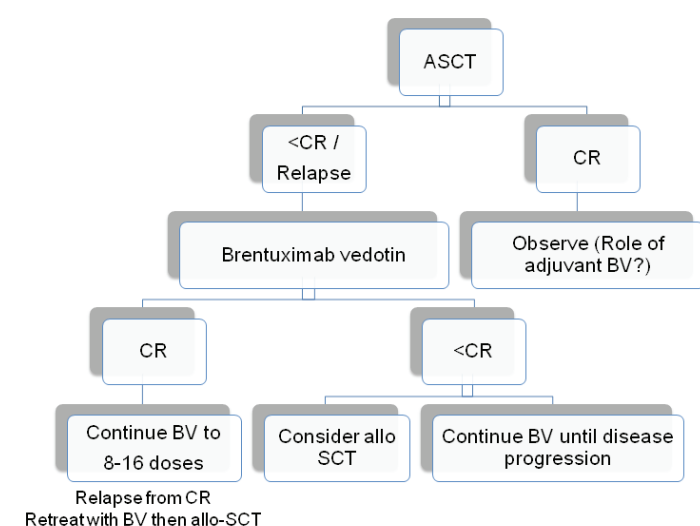 ASCT
<CR /
Relapse
CR
Brentuximab vedotin
Observe (Role of
adjuvant BV?)
CR
<CR
Continue BV to
8-16 doses
Consider allo
SCT
Continue BV until disease
progression
Relapse from CR
Retreat with BV then allo-SCT